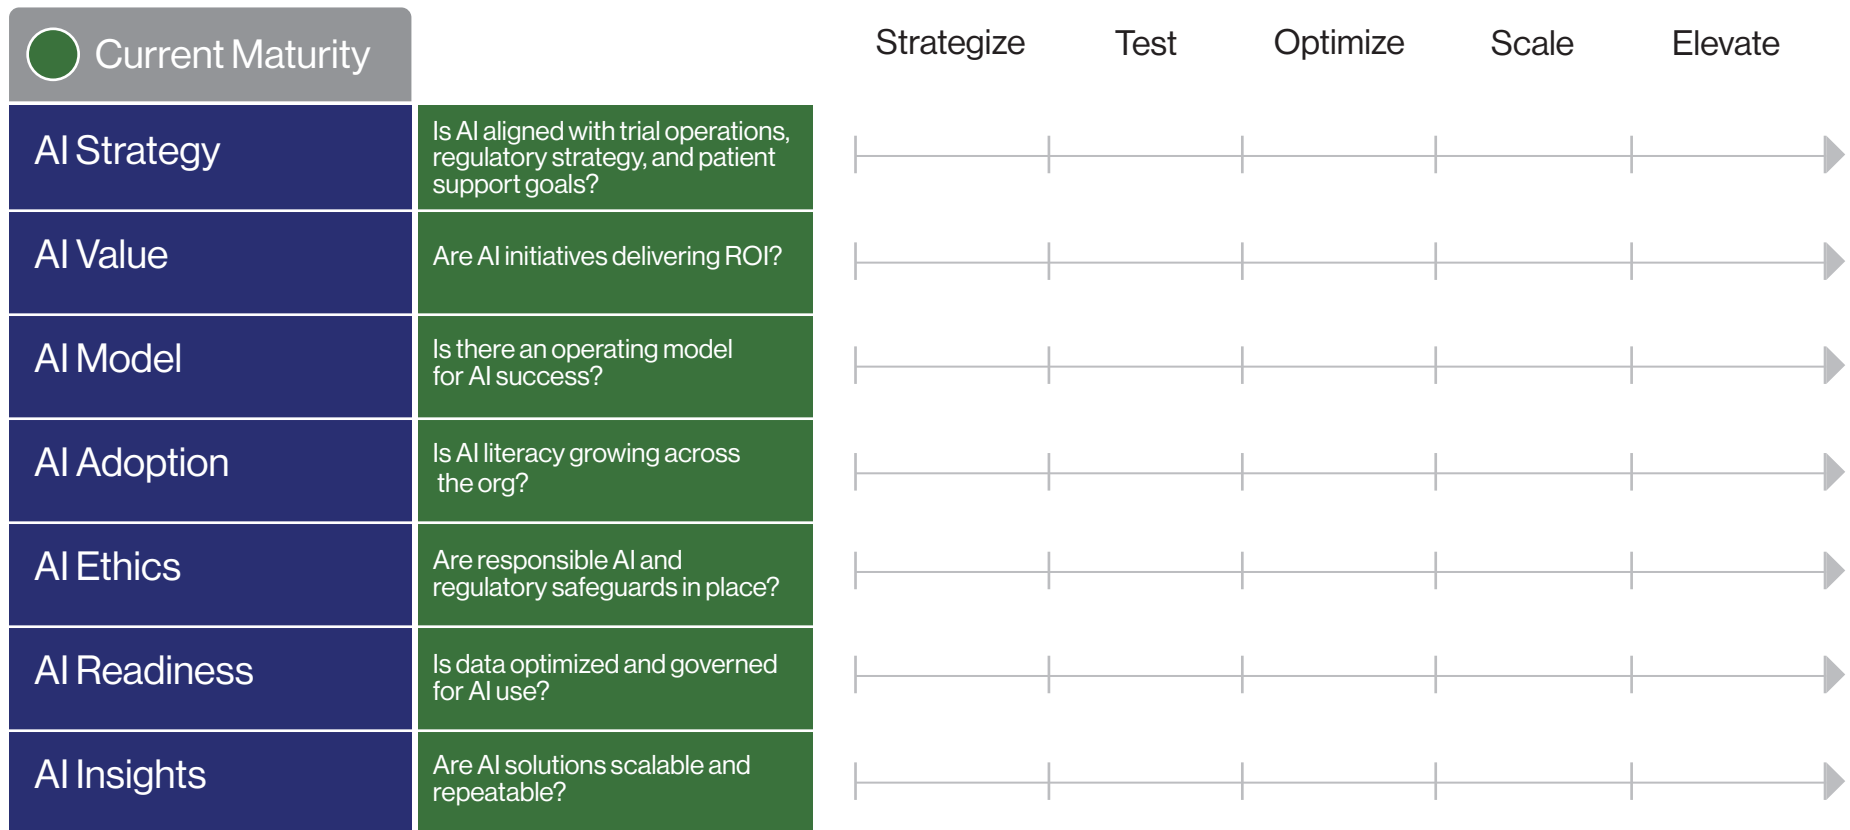 Current Maturity
Strategize Test Optimize Scale Elevate
AI Strategy
Is AI aligned with trial operations,
regulatory strategy, and patient
support goals?
AI Value
Are AI initiatives delivering ROI?
AI Model
Is there an operating model
for AI success?
AI Adoption
Is AI literacy growing across
the org?
AI Ethics
Are responsible AI and
regulatory safeguards in place?
AI Readiness
Is data optimized and governed
for AI use?
AI Insights
Are AI solutions scalable and
repeatable?